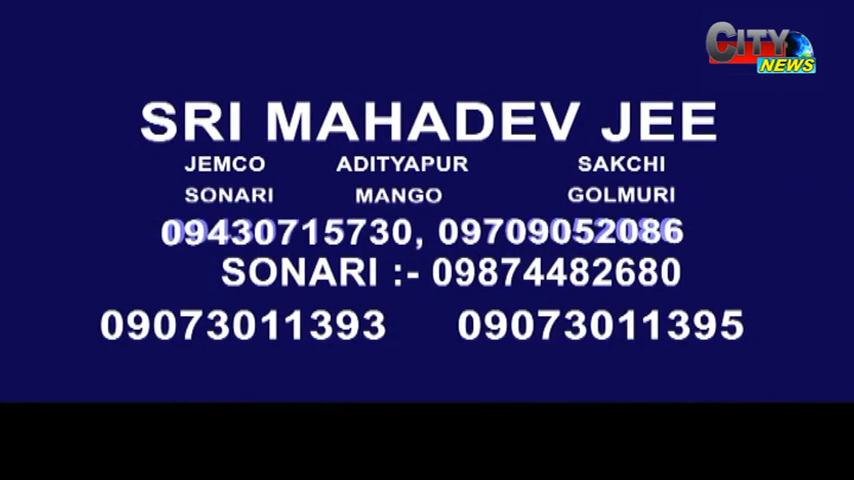 CITY
NEWS
SRI MAHADEV JEE
JEMCO ADITYAPUR SAKCHI
SONARI MANGO GOLMURI
09430715730, 09709052086
SONARI :- 09874482680
09073011393 09073011395